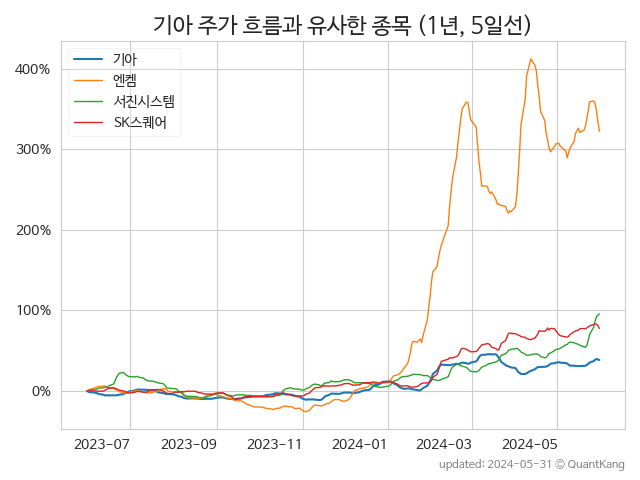 기아 주가 흐름과 유사한 종목 (1년, 5일선)
기아
엔켐
서진시스템
SK스퀘어
400%
300%
200%
100%
0%
2023-07 2023-09 2023-11 2024-01 2024-03 2024-05
updated: 2024-05-31 © QuantKang